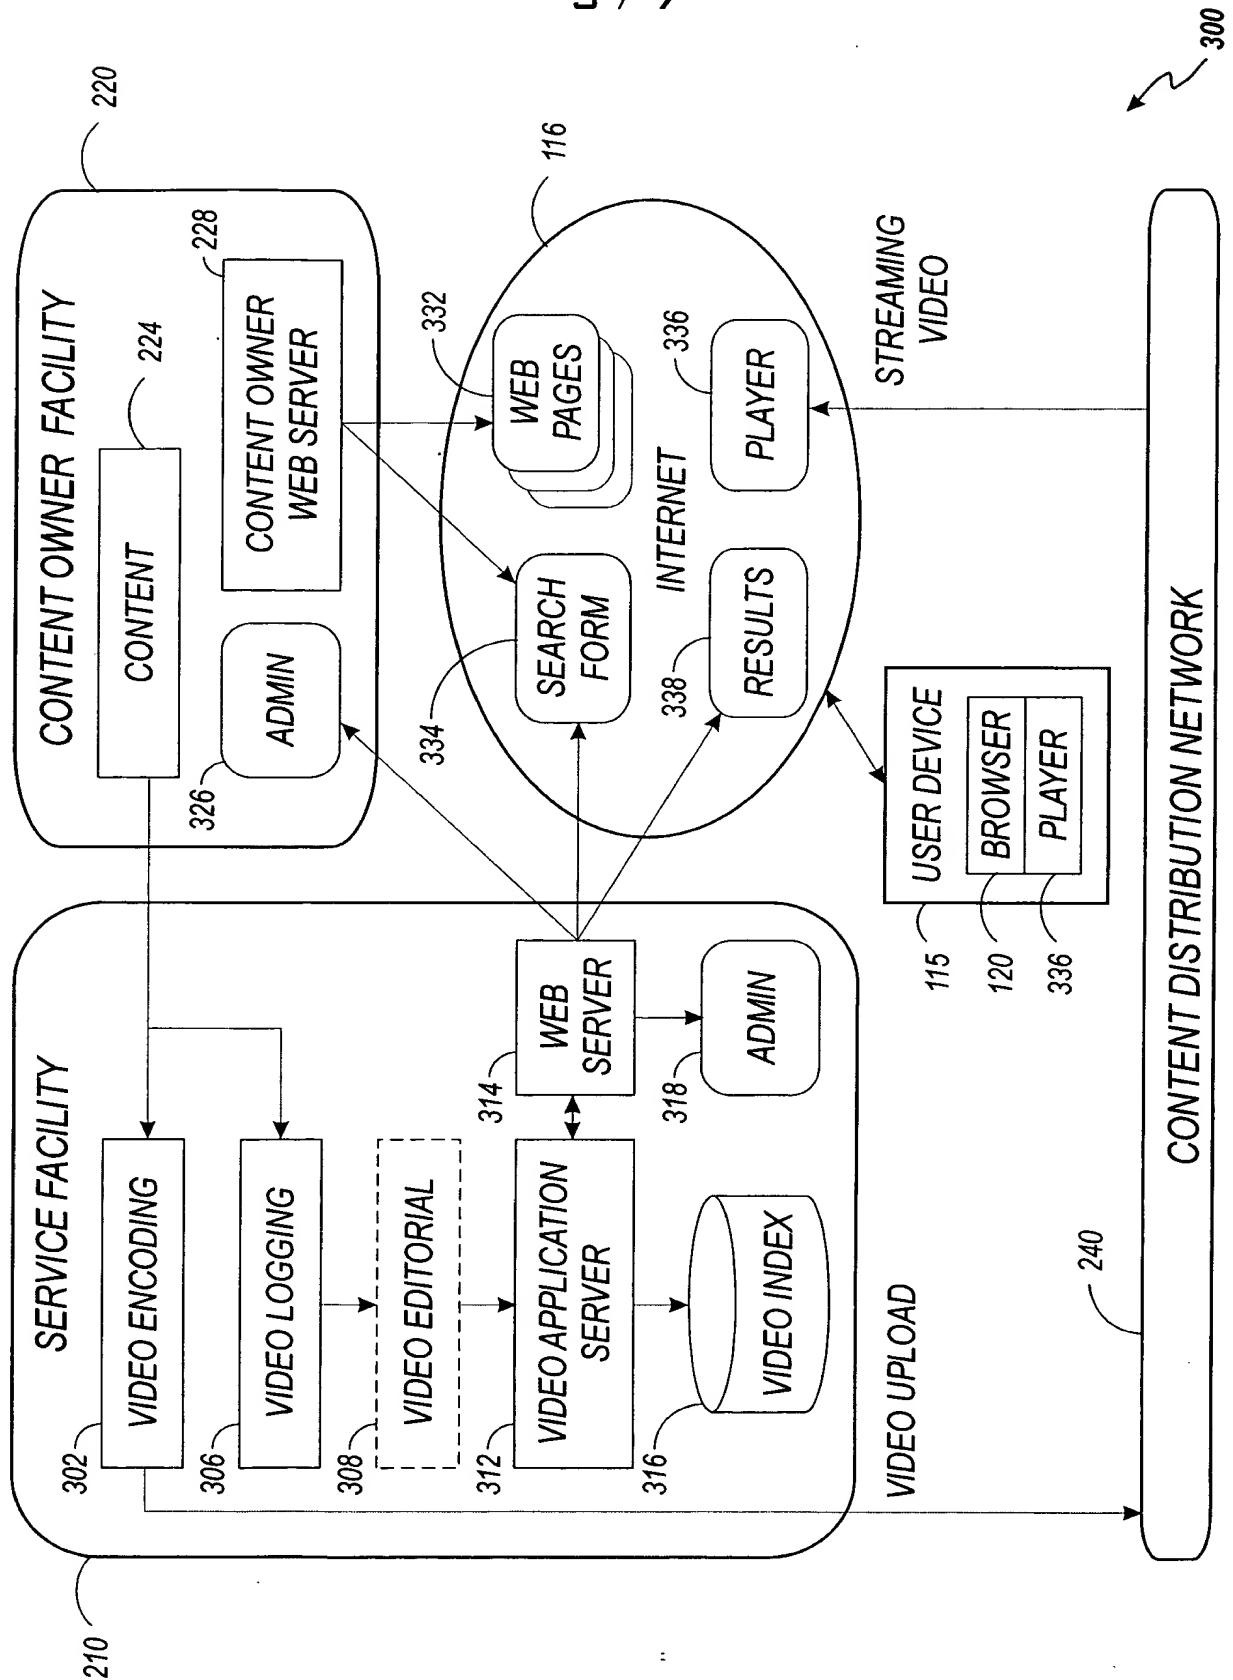 300
210
SERVICE FACILITY
302
VIDEO ENCODING
306
VIDEO LOGGING
308
VIDEO EDITORIAL
312
VIDEO APPLICATION
SERVER
314
WEB
SERVER
316
VIDEO INDEX
318
ADMIN
220
CONTENT OWNER FACILITY
224
CONTENT
326
ADMIN
228
CONTENT OWNER
WEB SERVER
116
334
SEARCH
FORM
332
WEB
PAGES
INTERNET
338
RESULTS
336
PLAYER
VIDEO UPLOAD
115
USER DEVICE
120
BROWSER
336
PLAYER
STREAMING
VIDEO
240
CONTENT DISTRIBUTION NETWORK